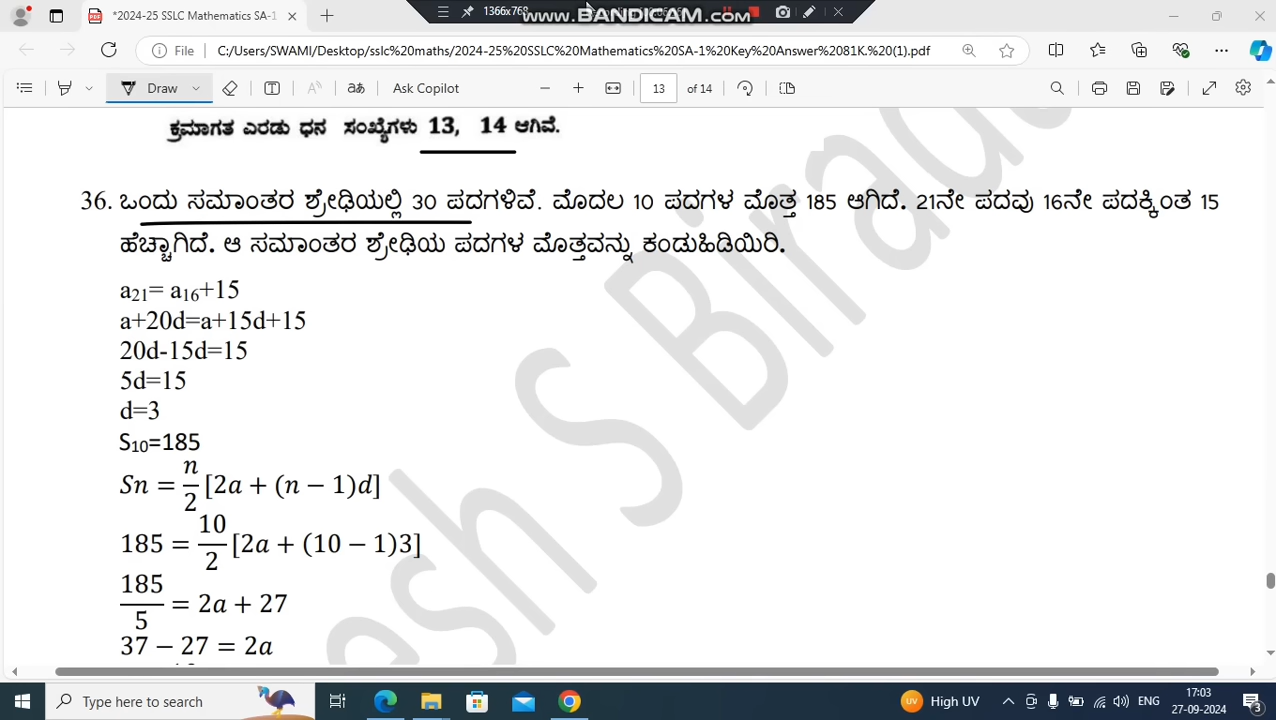 *2024-25 SSLC Mathematics SA-1
1366x768
www.BANDICAM.com
File C:/Users/SWAMI/Desktop/sslc%20maths/2024-25%20SSLC%20Mathematics%20SA-1%20Key%20Answer%2081K.%20(1).pdf
Draw Ask Copilot 13 of 14
ಕ್ರಮಾಗತ ಎರಡು ಧನ ಸಂಖ್ಯೆಗಳು 13, 14 ಆಗಿವೆ.
36. ಒಂದು ಸಮಾಂತರ ಶ್ರೇಢಿಯಲ್ಲಿ 30 ಪದಗಳಿವೆ. ಮೊದಲ 10 ಪದಗಳ ಮೊತ್ತ 185 ಆಗಿದೆ. 21ನೇ ಪದವು 16ನೇ ಪದಕ್ಕಿಂತ 15
ಹೆಚ್ಚಾಗಿದೆ. ಆ ಸಮಾಂತರ ಶ್ರೇಢಿಯ ಪದಗಳ ಮೊತ್ತವನ್ನು ಕಂಡುಹಿಡಿಯಿರಿ.
a21= a16+15
a+20d=a+15d+15
20d-15d=15
5d=15
d=3
S10=185
Sn = n/2 [2a + (n − 1)d]
185 = 10/2 [2a + (10 − 1)3]
185/5 = 2a + 27
37 − 27 = 2a
ash S Birada
Type here to search High UV ENG 17:03
27-09-2024 3